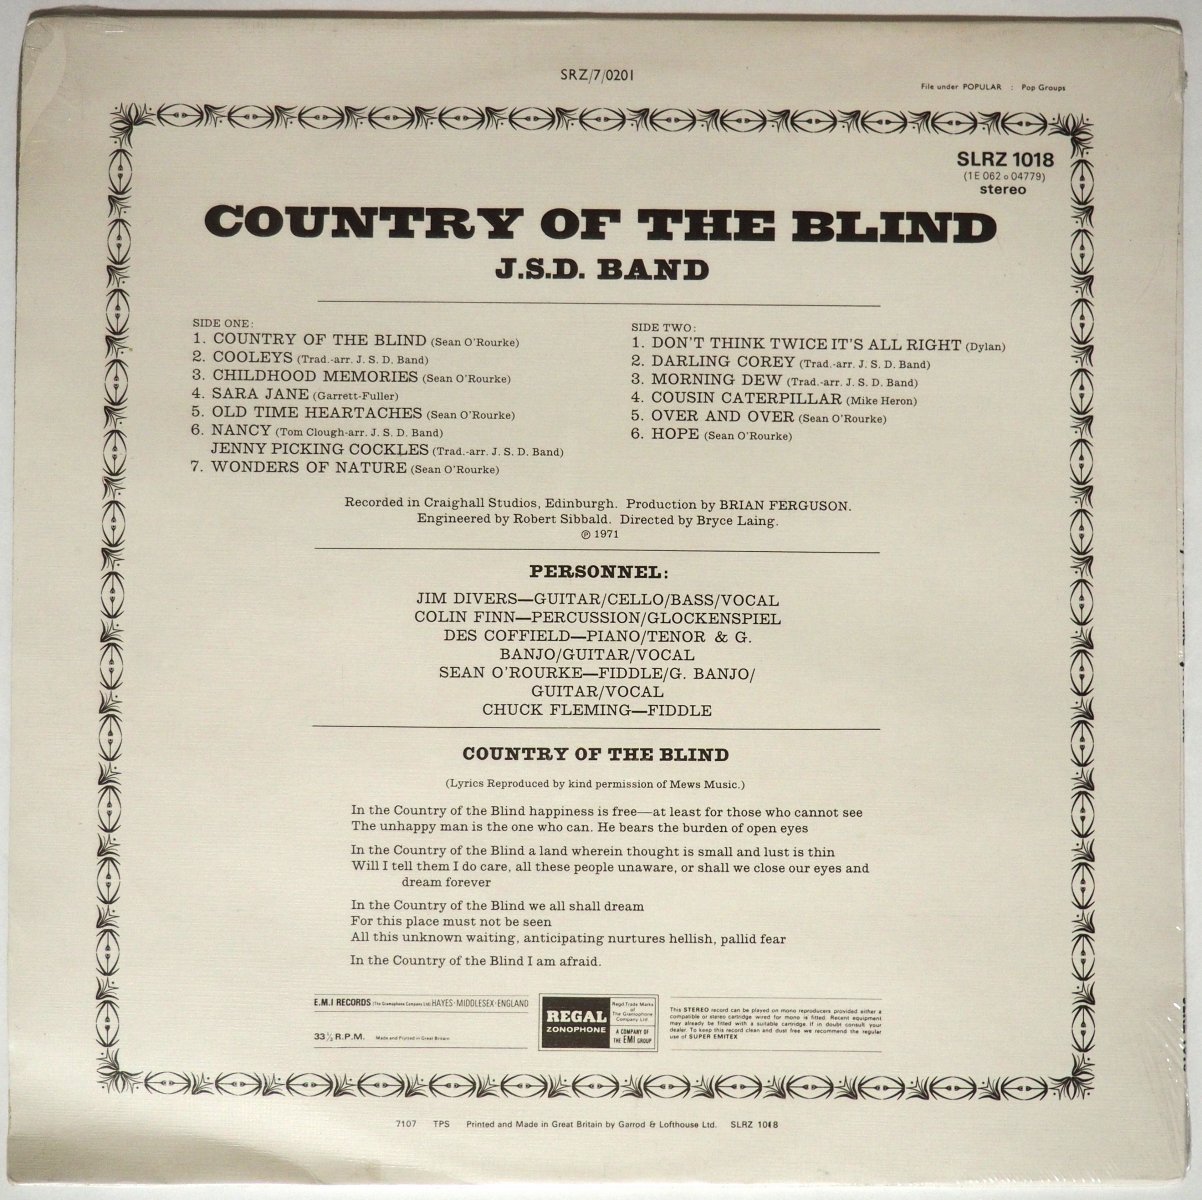 SRZ/7/0201
File under POPULAR : Pop Groups
SLRZ 1018
(1E 062 o 04779)
stereo
COUNTRY OF THE BLIND
J.S.D. BAND
SIDE ONE:
1. COUNTRY OF THE BLIND (Sean O'Rourke)
2. COOLEYS (Trad.-arr. J. S. D. Band)
3. CHILDHOOD MEMORIES (Sean O'Rourke)
4. SARA JANE (Garrett-Fuller)
5. OLD TIME HEARTACHES (Sean O'Rourke)
6. NANCY (Tom Clough-arr. J. S. D. Band)
JENNY PICKING COCKLES (Trad.-arr. J. S. D. Band)
7. WONDERS OF NATURE (Sean O'Rourke)
SIDE TWO:
1. DON'T THINK TWICE IT'S ALL RIGHT (Dylan)
2. DARLING COREY (Trad.-arr. J. S. D. Band)
3. MORNING DEW (Trad.-arr. J. S. D. Band)
4. COUSIN CATERPILLAR (Mike Heron)
5. OVER AND OVER (Sean O'Rourke)
6. HOPE (Sean O'Rourke)
Recorded in Craighall Studios, Edinburgh. Production by BRIAN FERGUSON.
Engineered by Robert Sibbald. Directed by Bryce Laing.
℗ 1971
PERSONNEL:
JIM DIVERS—GUITAR/CELLO/BASS/VOCAL
COLIN FINN—PERCUSSION/GLOCKENSPIEL
DES COFFIELD—PIANO/TENOR & G.
BANJO/GUITAR/VOCAL
SEAN O'ROURKE—FIDDLE/G. BANJO/
GUITAR/VOCAL
CHUCK FLEMING—FIDDLE
COUNTRY OF THE BLIND
(Lyrics Reproduced by kind permission of Mews Music.)
In the Country of the Blind happiness is free—at least for those who cannot see
The unhappy man is the one who can. He bears the burden of open eyes
In the Country of the Blind a land wherein thought is small and lust is thin
Will I tell them I do care, all these people unaware, or shall we close our eyes and
dream forever
In the Country of the Blind we all shall dream
For this place must not be seen
All this unknown waiting, anticipating nurtures hellish, pallid fear
In the Country of the Blind I am afraid.
E.M.I RECORDS (The Gramophone Company Ltd) HAYES·MIDDLESEX·ENGLAND
33⅓ R.P.M. Made and Printed in Great Britain
REGAL
ZONOPHONE
Regd Trade Marks
of
The Gramophone
Company Ltd.
A COMPANY OF
THE EMI GROUP
This STEREO record can be played on mono reproducers provided either a
compatible or stereo cartridge wired for mono is fitted. Recent equipment
may already be fitted with a suitable cartridge. If in doubt consult your
dealer. To keep this record clean and dust free we recommend the regular
use of SUPER EMITEX
7107 TPS Printed and Made in Great Britain by Garrod & Lofthouse Ltd. SLRZ 1018